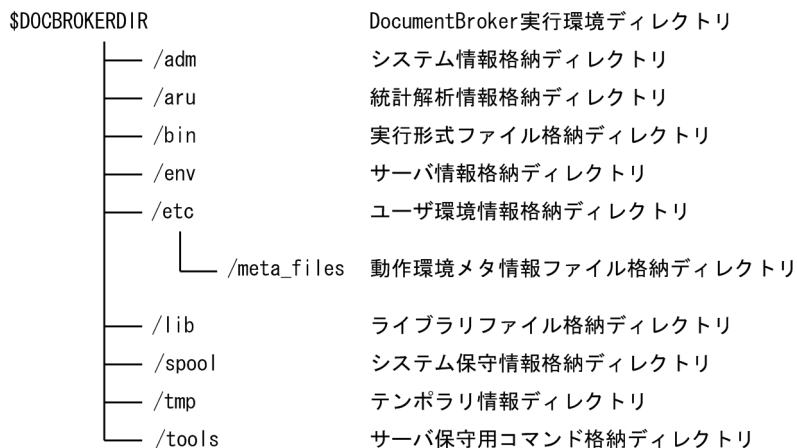 $DOCBROKERDIR DocumentBroker実行環境ディレクトリ
/adm システム情報格納ディレクトリ
/aru 統計解析情報格納ディレクトリ
/bin 実行形式ファイル格納ディレクトリ
/env サーバ情報格納ディレクトリ
/etc ユーザ環境情報格納ディレクトリ
/meta_files 動作環境メタ情報ファイル格納ディレクトリ
/lib ライブラリファイル格納ディレクトリ
/spool システム保守情報格納ディレクトリ
/tmp テンポラリ情報ディレクトリ
/tools サーバ保守用コマンド格納ディレクトリ